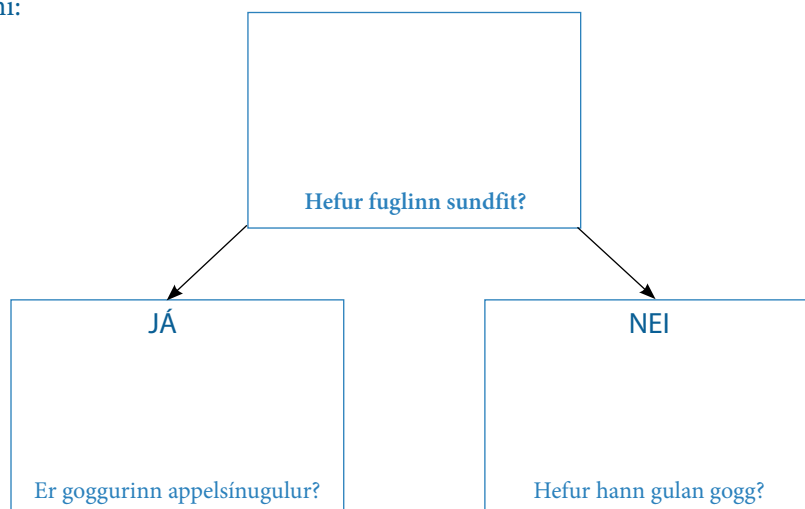 Hefur fuglinn sundfit?
JÁ
NEI
Er goggurinn appelsínugulur?
Hefur hann gulan gogg?